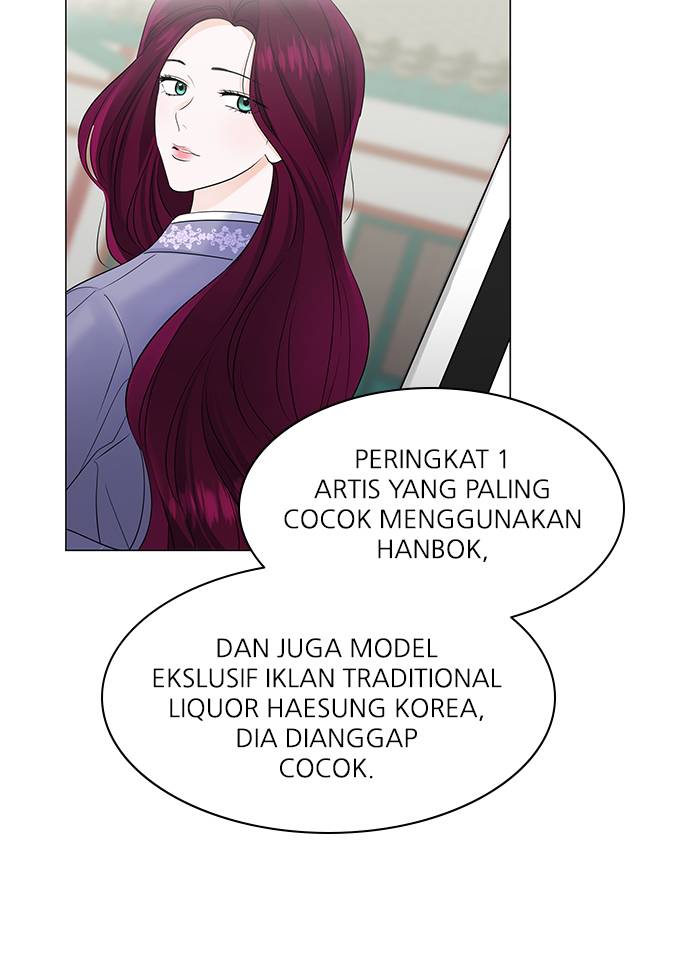 PERINGKAT 1
ARTIS YANG PALING
COCOK MENGGUNAKAN
HANBOK,
DAN JUGA MODEL
EKSLUSIF IKLAN TRADITIONAL
LIQUOR HAESUNG KOREA,
DIA DIANGGAP
COCOK.